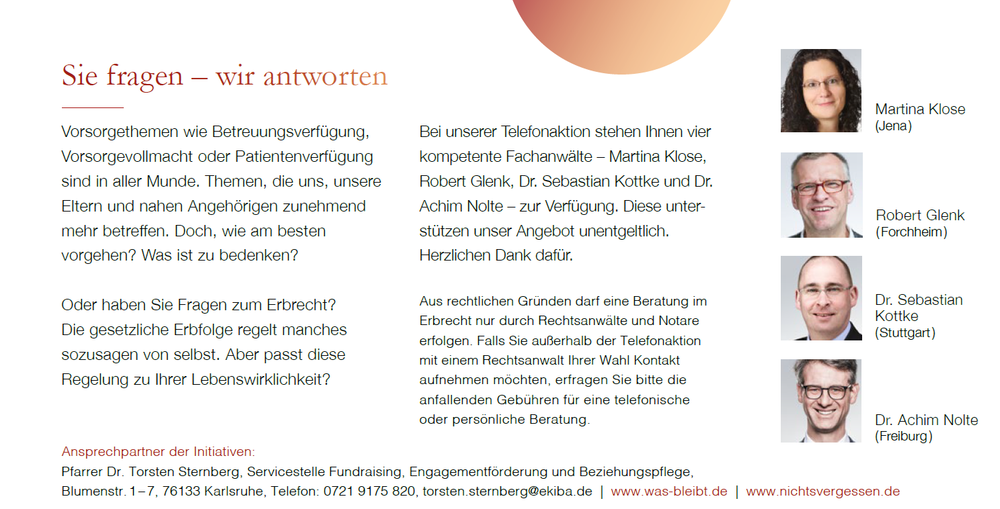 Sie fragen – wir antworten
Vorsorgethemen wie Betreuungsverfügung,
Vorsorgevollmacht oder Patientenverfügung
sind in aller Munde. Themen, die uns, unsere
Eltern und nahen Angehörigen zunehmend
mehr betreffen. Doch, wie am besten
vorgehen? Was ist zu bedenken?
Oder haben Sie Fragen zum Erbrecht?
Die gesetzliche Erbfolge regelt manches
sozusagen von selbst. Aber passt diese
Regelung zu Ihrer Lebenswirklichkeit?
Bei unserer Telefonaktion stehen Ihnen vier
kompetente Fachanwälte – Martina Klose,
Robert Glenk, Dr. Sebastian Kottke und Dr.
Achim Nolte – zur Verfügung. Diese unter-
stützen unser Angebot unentgeltlich.
Herzlichen Dank dafür.
Aus rechtlichen Gründen darf eine Beratung im
Erbrecht nur durch Rechtsanwälte und Notare
erfolgen. Falls Sie außerhalb der Telefonaktion
mit einem Rechtsanwalt Ihrer Wahl Kontakt
aufnehmen möchten, erfragen Sie bitte die
anfallenden Gebühren für eine telefonische
oder persönliche Beratung.
Martina Klose
(Jena)
Robert Glenk
(Forchheim)
Dr. Sebastian
Kottke
(Stuttgart)
Dr. Achim Nolte
(Freiburg)
Ansprechpartner der Initiativen:
Pfarrer Dr. Torsten Sternberg, Servicestelle Fundraising, Engagementförderung und Beziehungspflege,
Blumenstr. 1–7, 76133 Karlsruhe, Telefon: 0721 9175 820, torsten.sternberg@ekiba.de | www.was-bleibt.de | www.nichtsvergessen.de